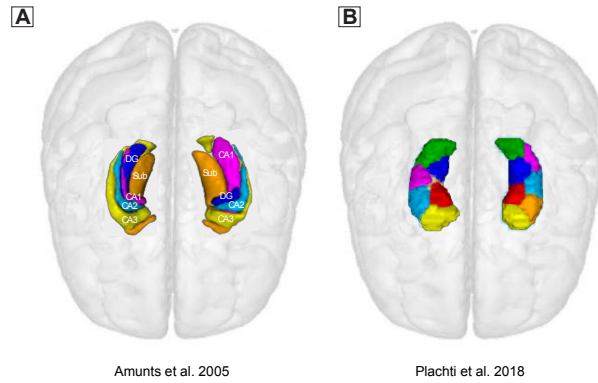 A
B
DG
CA1
Sub
Sub
CA1
DG
CA2
CA2
CA3
CA3
Amunts et al. 2005
Plachti et al. 2018